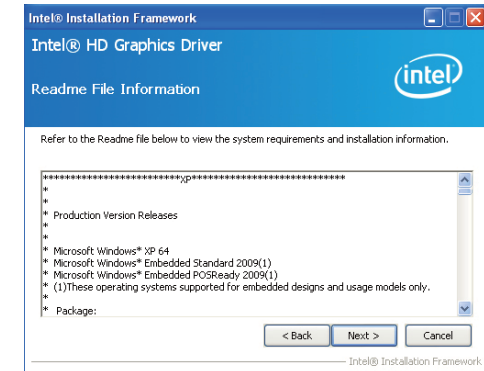 Intel® Installation Framework
Intel® HD Graphics Driver
Readme File Information
intel
Refer to the Readme file below to view the system requirements and installation information.
****************************XP*******************************
*
*
* Production Version Releases
*
*
* Microsoft Windows* XP 64
* Microsoft Windows* Embedded Standard 2009(1)
* Microsoft Windows* Embedded POSReady 2009(1)
* (1)These operating systems supported for embedded designs and usage models only.
*
* Package:
< Back
Next >
Cancel
Intel® Installation Framework